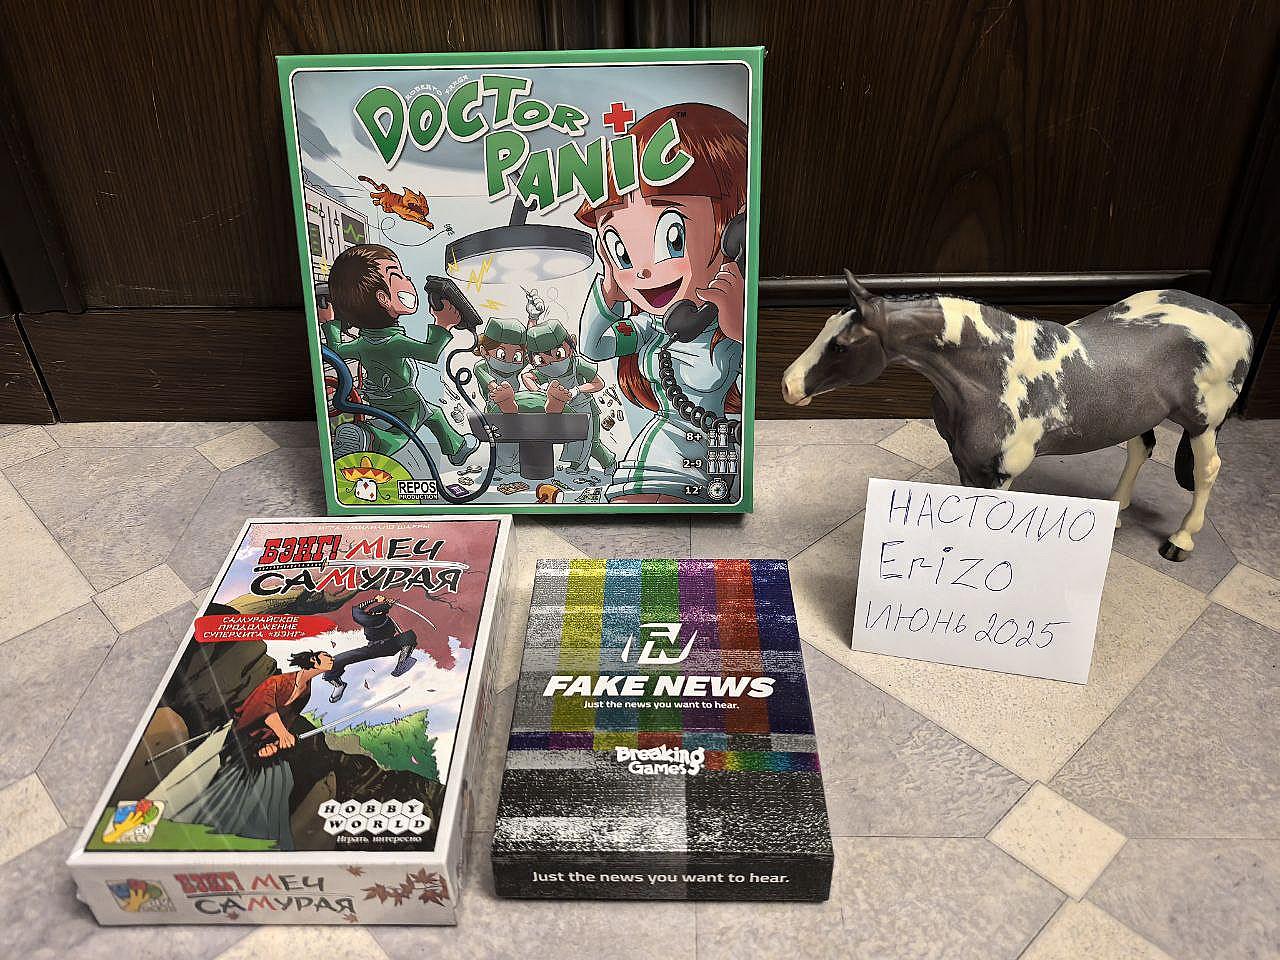 ROBERTO FRAGA
DOCTOR
PANIC™
8+
2-9
12'
REPOS
PRODUCTION
ИГРА ЭМИЛИАНО ШАРРЫ
БЭНГ! МЕЧ
САМУРАЯ
САМУРАЙСКОЕ
ПРОДОЛЖЕНИЕ
СУПЕРХИТА «БЭНГ!»
HOBBY
WORLD
Играть интересно
БЭНГ! МЕЧ
САМУРАЯ
FN
FAKE NEWS
Just the news you want to hear.
Breaking
Games
Just the news you want to hear.
НАСТОЛИО
Erizo
ИЮНЬ 2025